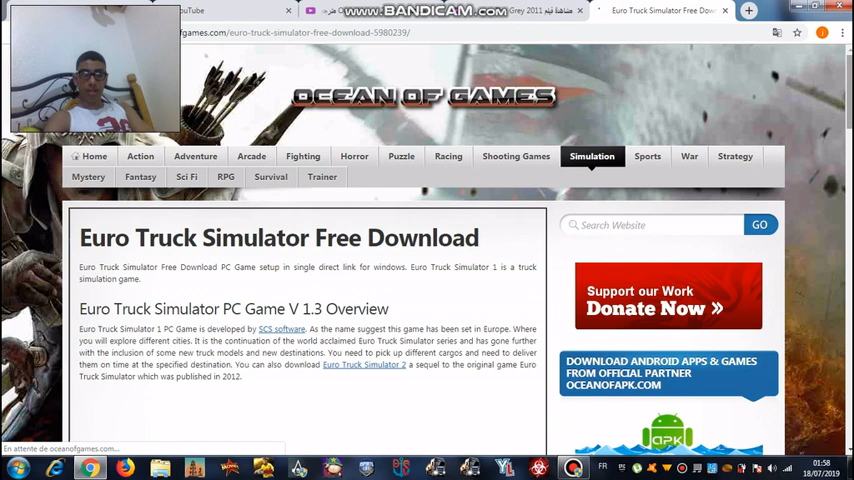 YouTube
مشاهدة فيلم Grey 2011 متر
Euro Truck Simulator Free Dow
www.BANDICAM.com
games.com/euro-truck-simulator-free-download-5980239/
OCEAN OF GAMES
Home Action Adventure Arcade Fighting Horror Puzzle Racing Shooting Games Simulation Sports War Strategy
Mystery Fantasy Sci Fi RPG Survival Trainer
Euro Truck Simulator Free Download
Search Website GO
Euro Truck Simulator Free Download PC Game setup in single direct link for windows. Euro Truck Simulator 1 is a truck
simulation game.
Euro Truck Simulator PC Game V 1.3 Overview
Euro Truck Simulator 1 PC Game is developed by SCS software. As the name suggest this game has been set in Europe. Where
you will explore different cities. It is the continuation of the world acclaimed Euro Truck Simulator series and has gone further
with the inclusion of some new truck models and new destinations. You need to pick up different cargos and need to deliver
them on time at the specified destination. You can also download Euro Truck Simulator 2 a sequel to the original game Euro
Truck Simulator which was published in 2012.
Support our Work
Donate Now »
DOWNLOAD ANDROID APPS & GAMES
FROM OFFICIAL PARTNER
OCEANOFAPK.COM
APK
En attente de oceanofgames.com...
FR
01:58
18/07/2019